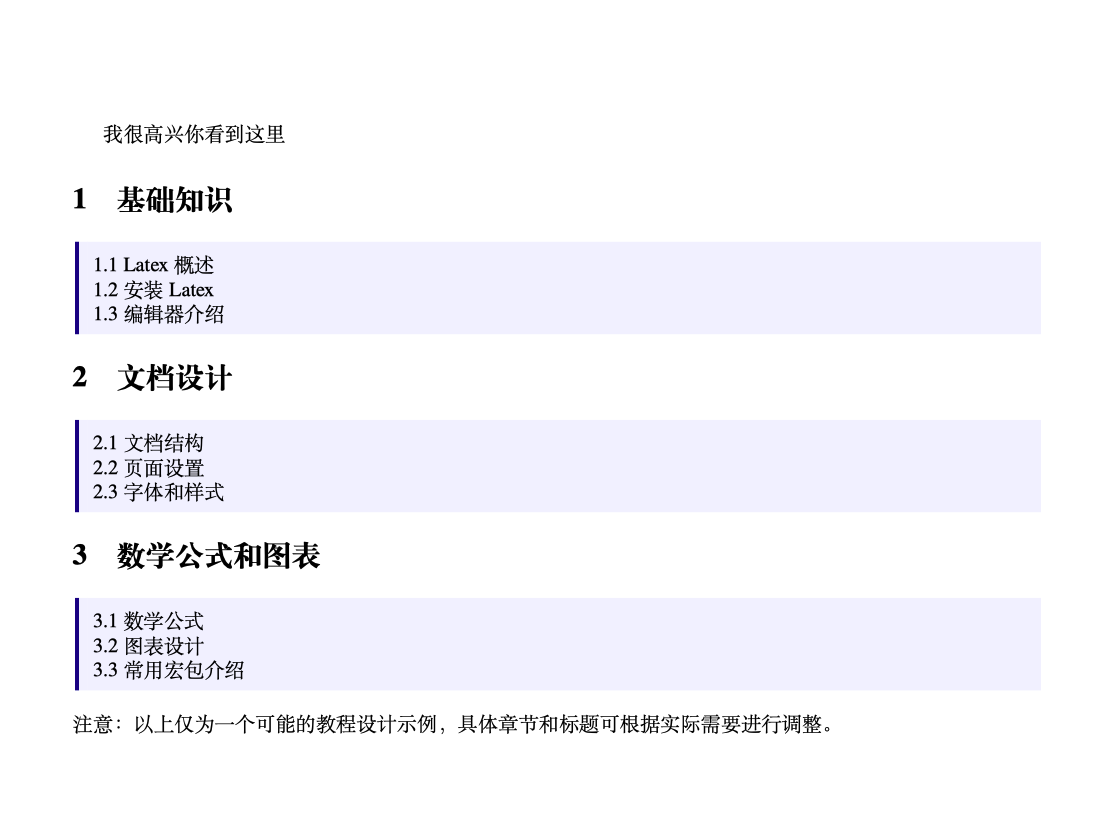 我很高兴你看到这里
1 基础知识
1.1 Latex 概述
1.2 安装 Latex
1.3 编辑器介绍
2 文档设计
2.1 文档结构
2.2 页面设置
2.3 字体和样式
3 数学公式和图表
3.1 数学公式
3.2 图表设计
3.3 常用宏包介绍
注意：以上仅为一个可能的教程设计示例，具体章节和标题可根据实际需要进行调整。